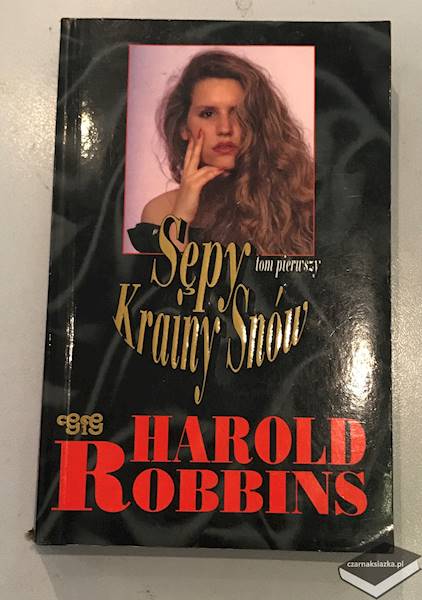 Sępy
tom pierwszy
Krainy Snów
HAROLD
ROBBINS
czarnaksiazka.pl